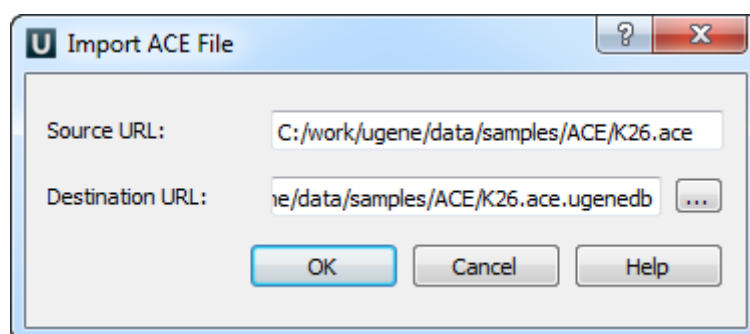 U Import ACE File ?
Source URL: C:/work/ugene/data/samples/ACE/K26.ace
Destination URL: ne/data/samples/ACE/K26.ace.ugenedb ...
OK Cancel Help